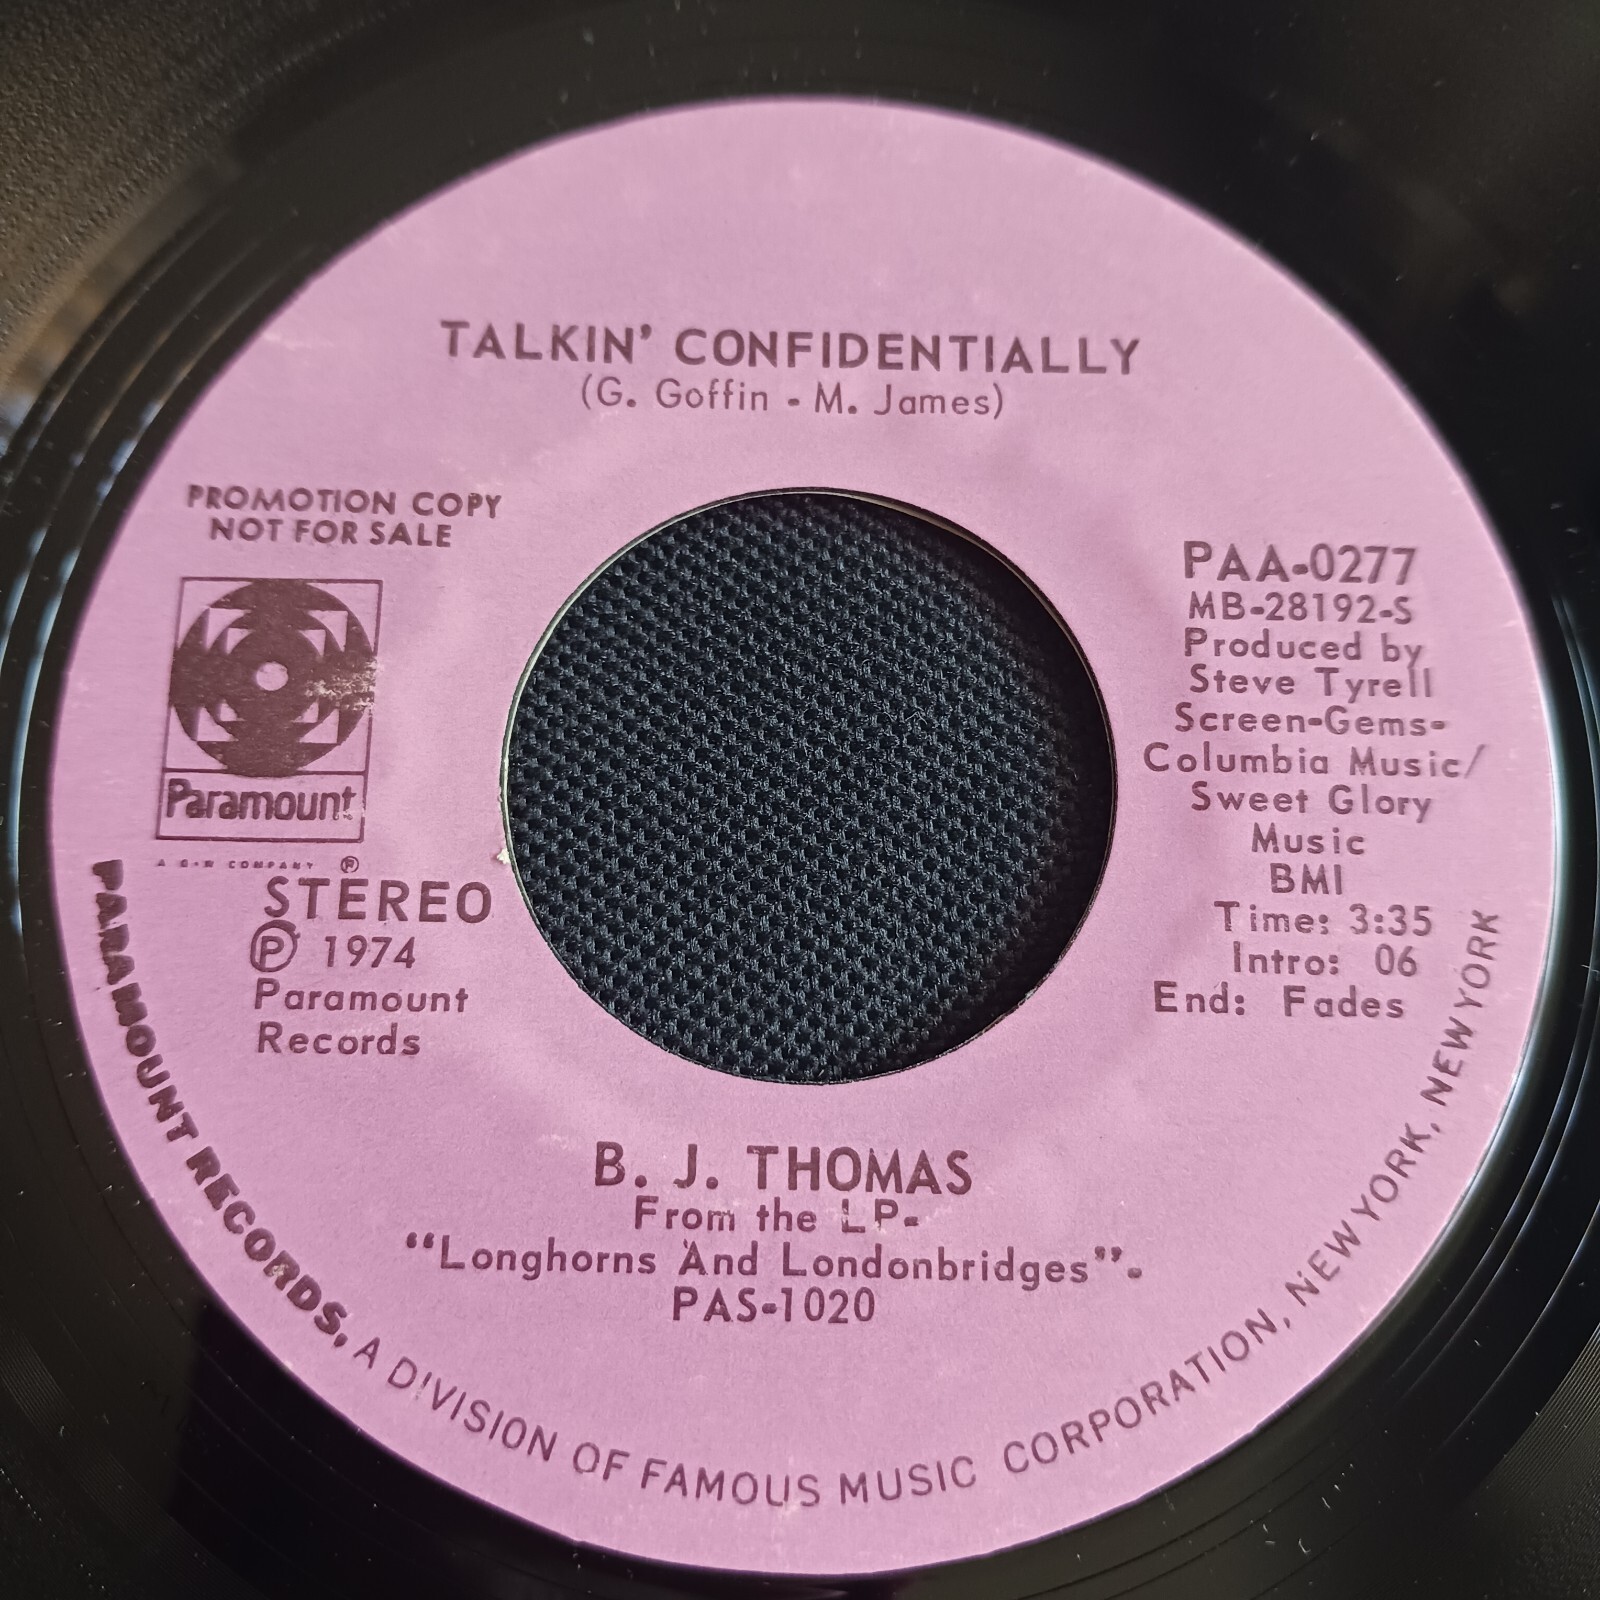 TALKIN' CONFIDENTIALLY
(G. Goffin - M. James)
PROMOTION COPY
NOT FOR SALE
Paramount
A G+W COMPANY ®
STEREO
Ⓟ 1974
Paramount
Records
PAA-0277
MB-28192-S
Produced by
Steve Tyrell
Screen-Gems-
Columbia Music/
Sweet Glory
Music
BMI
Time: 3:35
Intro: 06
End: Fades
B. J. THOMAS
From the LP-
"Longhorns And Londonbridges".
PAS-1020
PARAMOUNT RECORDS, A DIVISION OF FAMOUS MUSIC CORPORATION, NEW YORK, NEW YORK